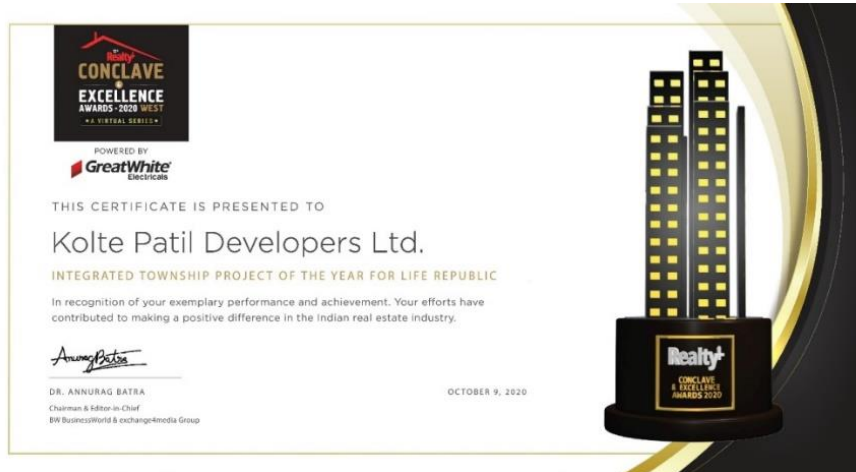 Realty+
CONCLAVE
&
EXCELLENCE
AWARDS - 2020 WEST
• A VIRTUAL SERIES •
POWERED BY
GreatWhite
Electricals
THIS CERTIFICATE IS PRESENTED TO
Kolte Patil Developers Ltd.
INTEGRATED TOWNSHIP PROJECT OF THE YEAR FOR LIFE REPUBLIC
In recognition of your exemplary performance and achievement. Your efforts have
contributed to making a positive difference in the Indian real estate industry.
Anurag Batra
DR. ANNURAG BATRA
OCTOBER 9, 2020
Chairman & Editor-in-Chief
BW BusinessWorld & exchange4media Group
Realty+
CONCLAVE
& EXCELLENCE
AWARDS 2020